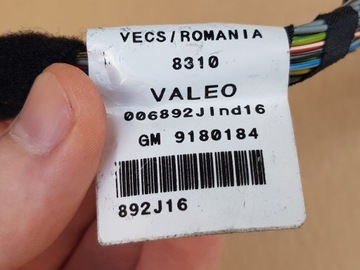 VECS/ROMANIA
8310
VALEO
006892JInd16
GM 9180184
892J16